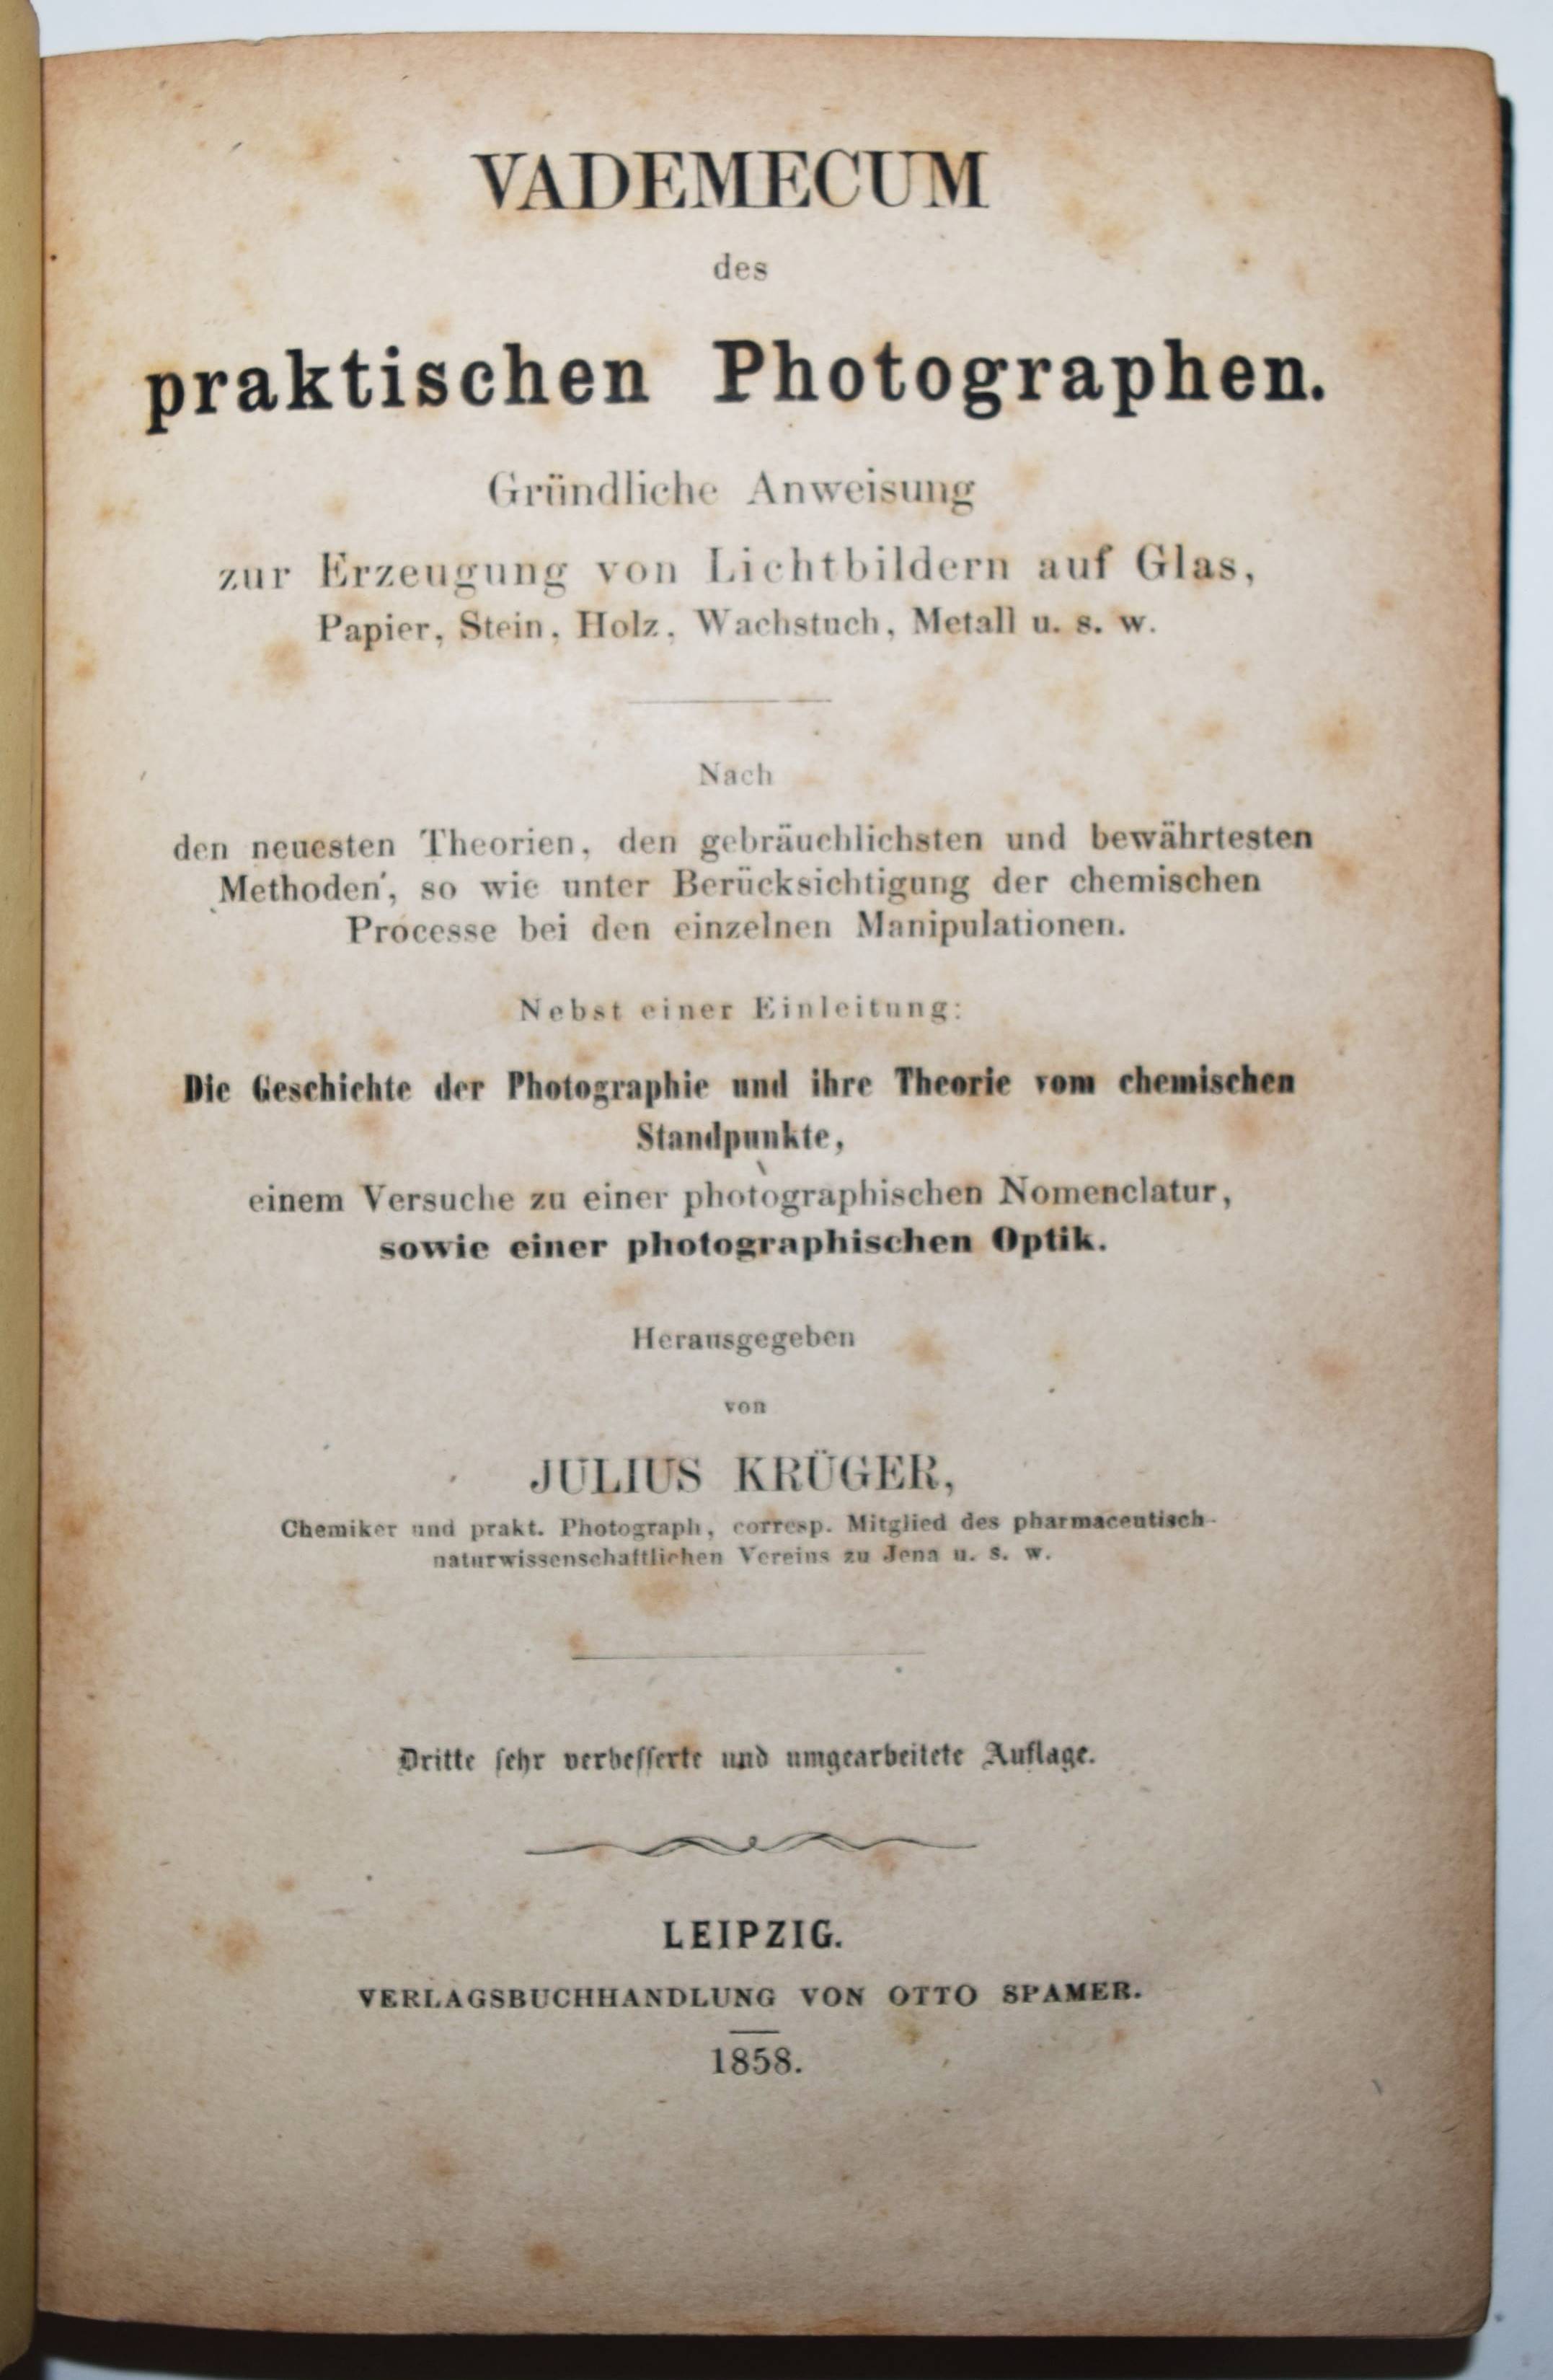 VADEMECUM
des
praktischen Photographen.
Gründliche Anweisung
zur Erzeugung von Lichtbildern auf Glas,
Papier, Stein, Holz, Wachstuch, Metall u. s. w.
Nach
den neuesten Theorien, den gebräuchlichsten und bewährtesten
Methoden, so wie unter Berücksichtigung der chemischen
Processe bei den einzelnen Manipulationen.
Nebst einer Einleitung:
Die Geschichte der Photographie und ihre Theorie vom chemischen
Standpunkte,
einem Versuche zu einer photographischen Nomenclatur,
sowie einer photographischen Optik.
Herausgegeben
von
JULIUS KRÜGER,
Chemiker und prakt. Photograph, corresp. Mitglied des pharmaceutisch-
naturwissenschaftlichen Vereins zu Jena u. s. w.
Dritte ſehr verbeſſerte und umgearbeitete Auflage.
LEIPZIG.
VERLAGSBUCHHANDLUNG VON OTTO SPAMER.
1858.